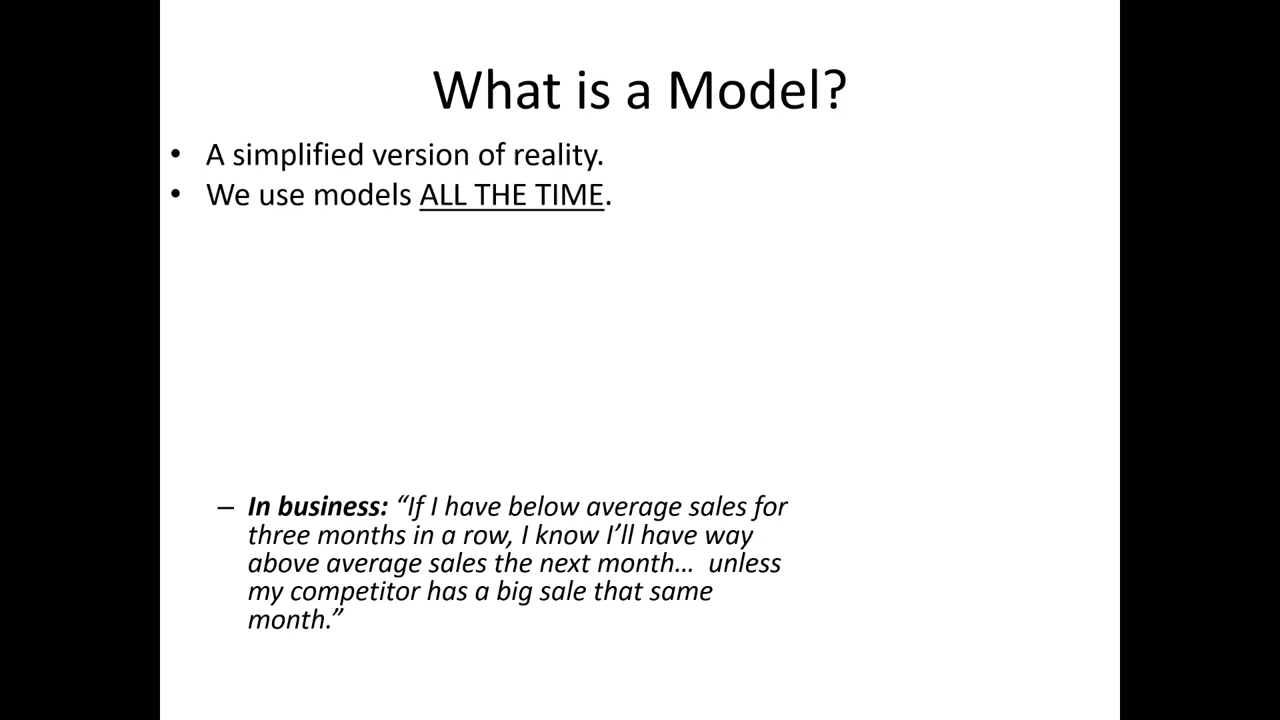 What is a Model?
• A simplified version of reality.
• We use models ALL THE TIME.
– In business: “If I have below average sales for
three months in a row, I know I’ll have way
above average sales the next month… unless
my competitor has a big sale that same
month.”